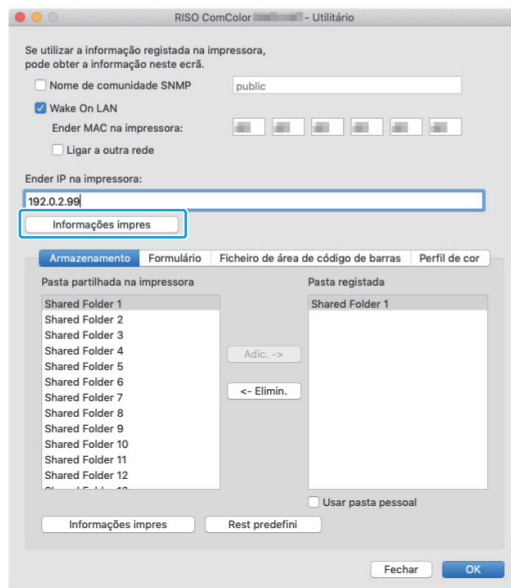 RISO ComColor - Utilitário
Se utilizar a informação registada na impressora,
pode obter a informação neste ecrã.
Nome de comunidade SNMP public
Wake On LAN
Ender MAC na impressora:
Ligar a outra rede
Ender IP na impressora:
192.0.2.99
Informações impres
Armazenamento Formulário Ficheiro de área de código de barras Perfil de cor
Pasta partilhada na impressora Pasta registada
Shared Folder 1 Shared Folder 1
Shared Folder 2
Shared Folder 3
Shared Folder 4
Shared Folder 5
Shared Folder 6
Shared Folder 7
Shared Folder 8
Shared Folder 9
Shared Folder 10
Shared Folder 11
Shared Folder 12
Adic. ->
<- Elimin.
Usar pasta pessoal
Informações impres Rest predefini
Fechar OK